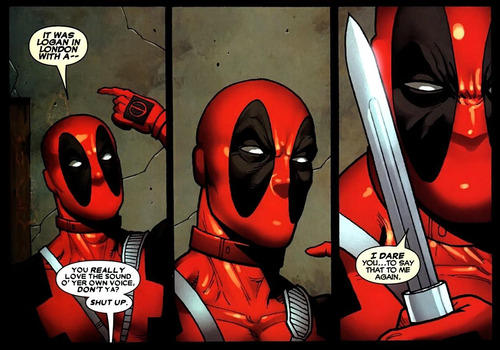 IT WAS
LOGAN IN
LONDON
WITH A--
YOU REALLY
LOVE THE SOUND
O' YER OWN VOICE,
DON'T YA?
SHUT UP.
I DARE
YOU...TO SAY
THAT TO ME
AGAIN.